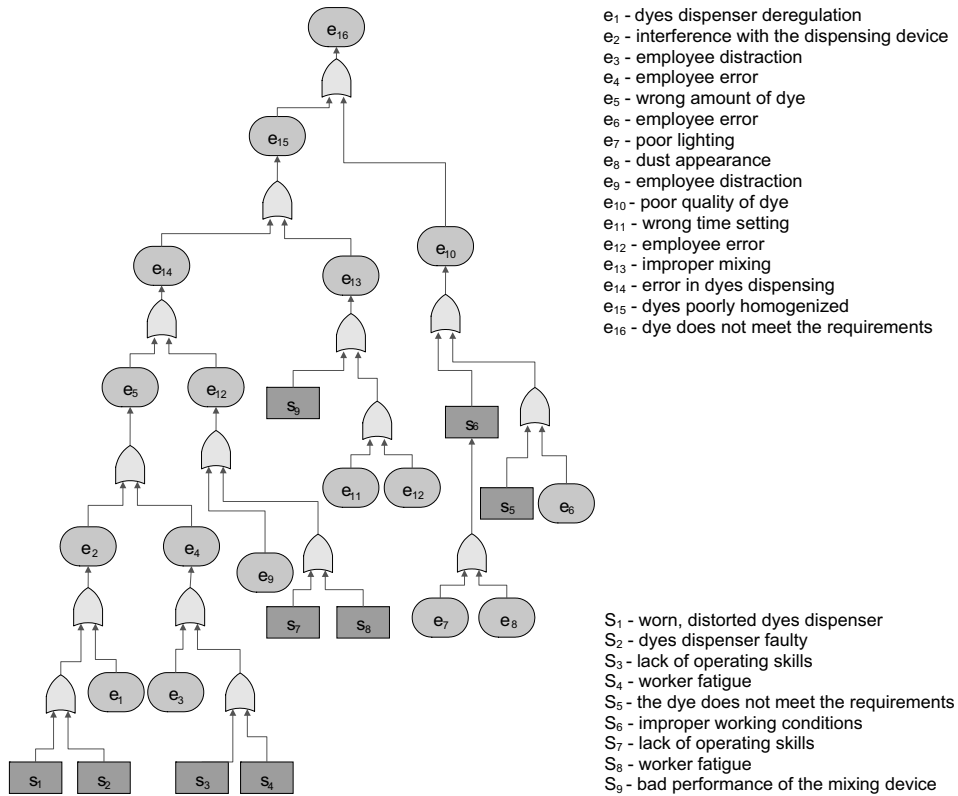 e₁₆
e₁₅
e₁₄
e₁₃
e₁₀
e₅
e₁₂
s₉
s₆
e₁₁
e₁₂
s₅
e₆
e₂
e₄
e₉
s₇
s₈
e₇
e₈
e₁
e₃
s₁
s₂
s₃
s₄
e₁ - dyes dispenser deregulation
e₂ - interference with the dispensing device
e₃ - employee distraction
e₄ - employee error
e₅ - wrong amount of dye
e₆ - employee error
e₇ - poor lighting
e₈ - dust appearance
e₉ - employee distraction
e₁₀ - poor quality of dye
e₁₁ - wrong time setting
e₁₂ - employee error
e₁₃ - improper mixing
e₁₄ - error in dyes dispensing
e₁₅ - dyes poorly homogenized
e₁₆ - dye does not meet the requirements
S₁ - worn, distorted dyes dispenser
S₂ - dyes dispenser faulty
S₃ - lack of operating skills
S₄ - worker fatigue
S₅ - the dye does not meet the requirements
S₆ - improper working conditions
S₇ - lack of operating skills
S₈ - worker fatigue
S₉ - bad performance of the mixing device